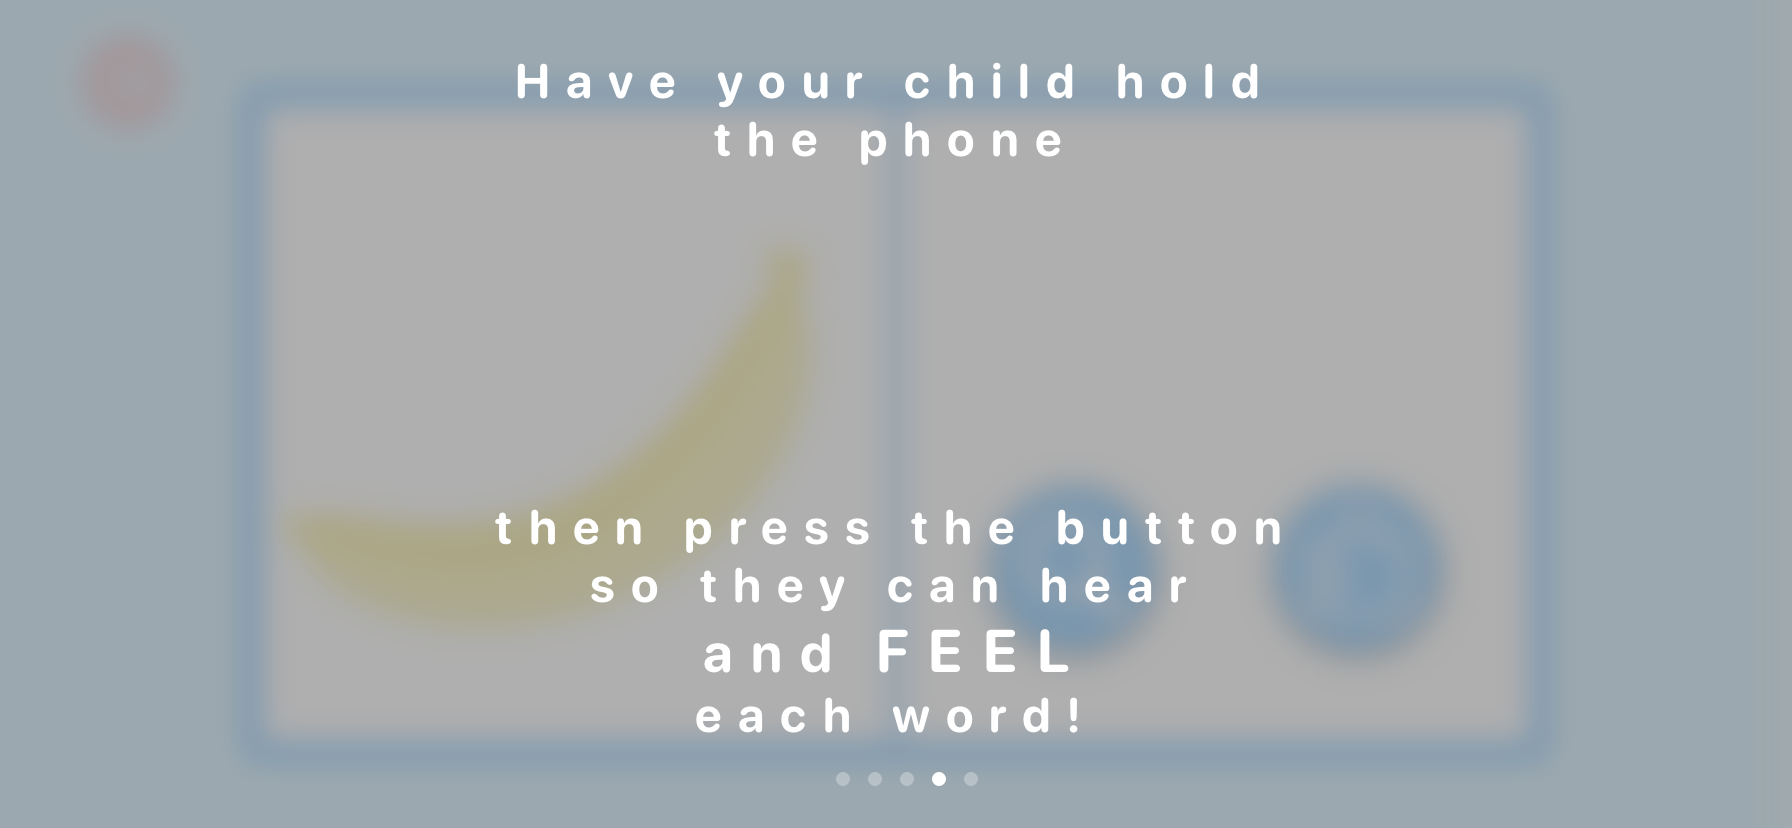 Have your child hold
the phone
then press the button
so they can hear
and FEEL
each word!